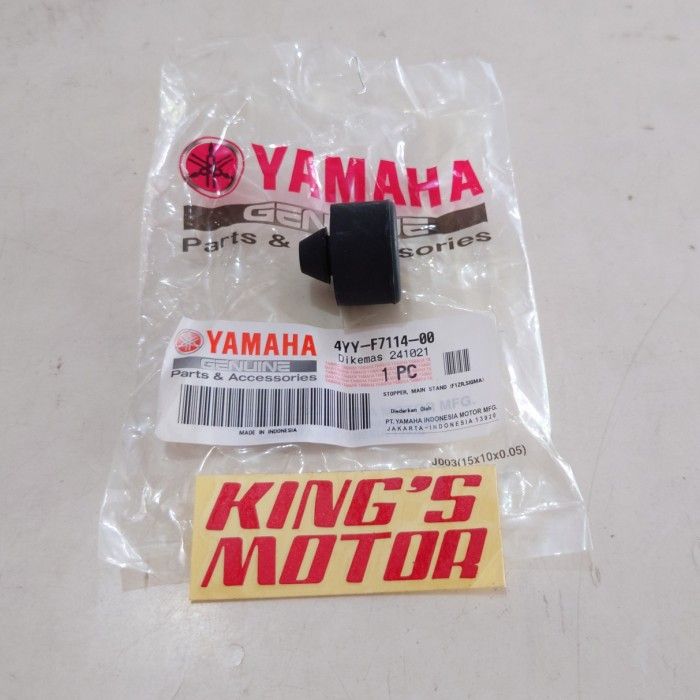 YAMAHA
GENUINE
Parts & Accessories
YAMAHA
GENUINE
Parts & Accessories
MADE IN INDONESIA
4YY-F7114-00
Dikemas 241021
1 PC
STOPPER, MAIN STAND (F1ZR,SIGMA)
Diedarkan Oleh
MFG.
PT. YAMAHA INDONESIA MOTOR MFG.
JAKARTA-INDONESIA 13920
J003(15x10x0.05)
KING'S
MOTOR